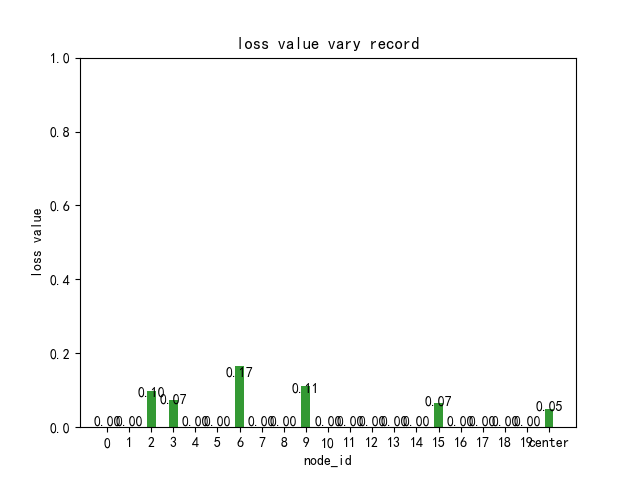 loss value vary record
1.0
0.8
0.6
0.4
0.2
0.0
loss value
0.00 0.00 0.10 0.07 0.00 0.00 0.17 0.00 0.00 0.11 0.00 0.00 0.00 0.00 0.00 0.07 0.00 0.00 0.00 0.00 0.05
0 1 2 3 4 5 6 7 8 9 10 11 12 13 14 15 16 17 18 19 center
node_id